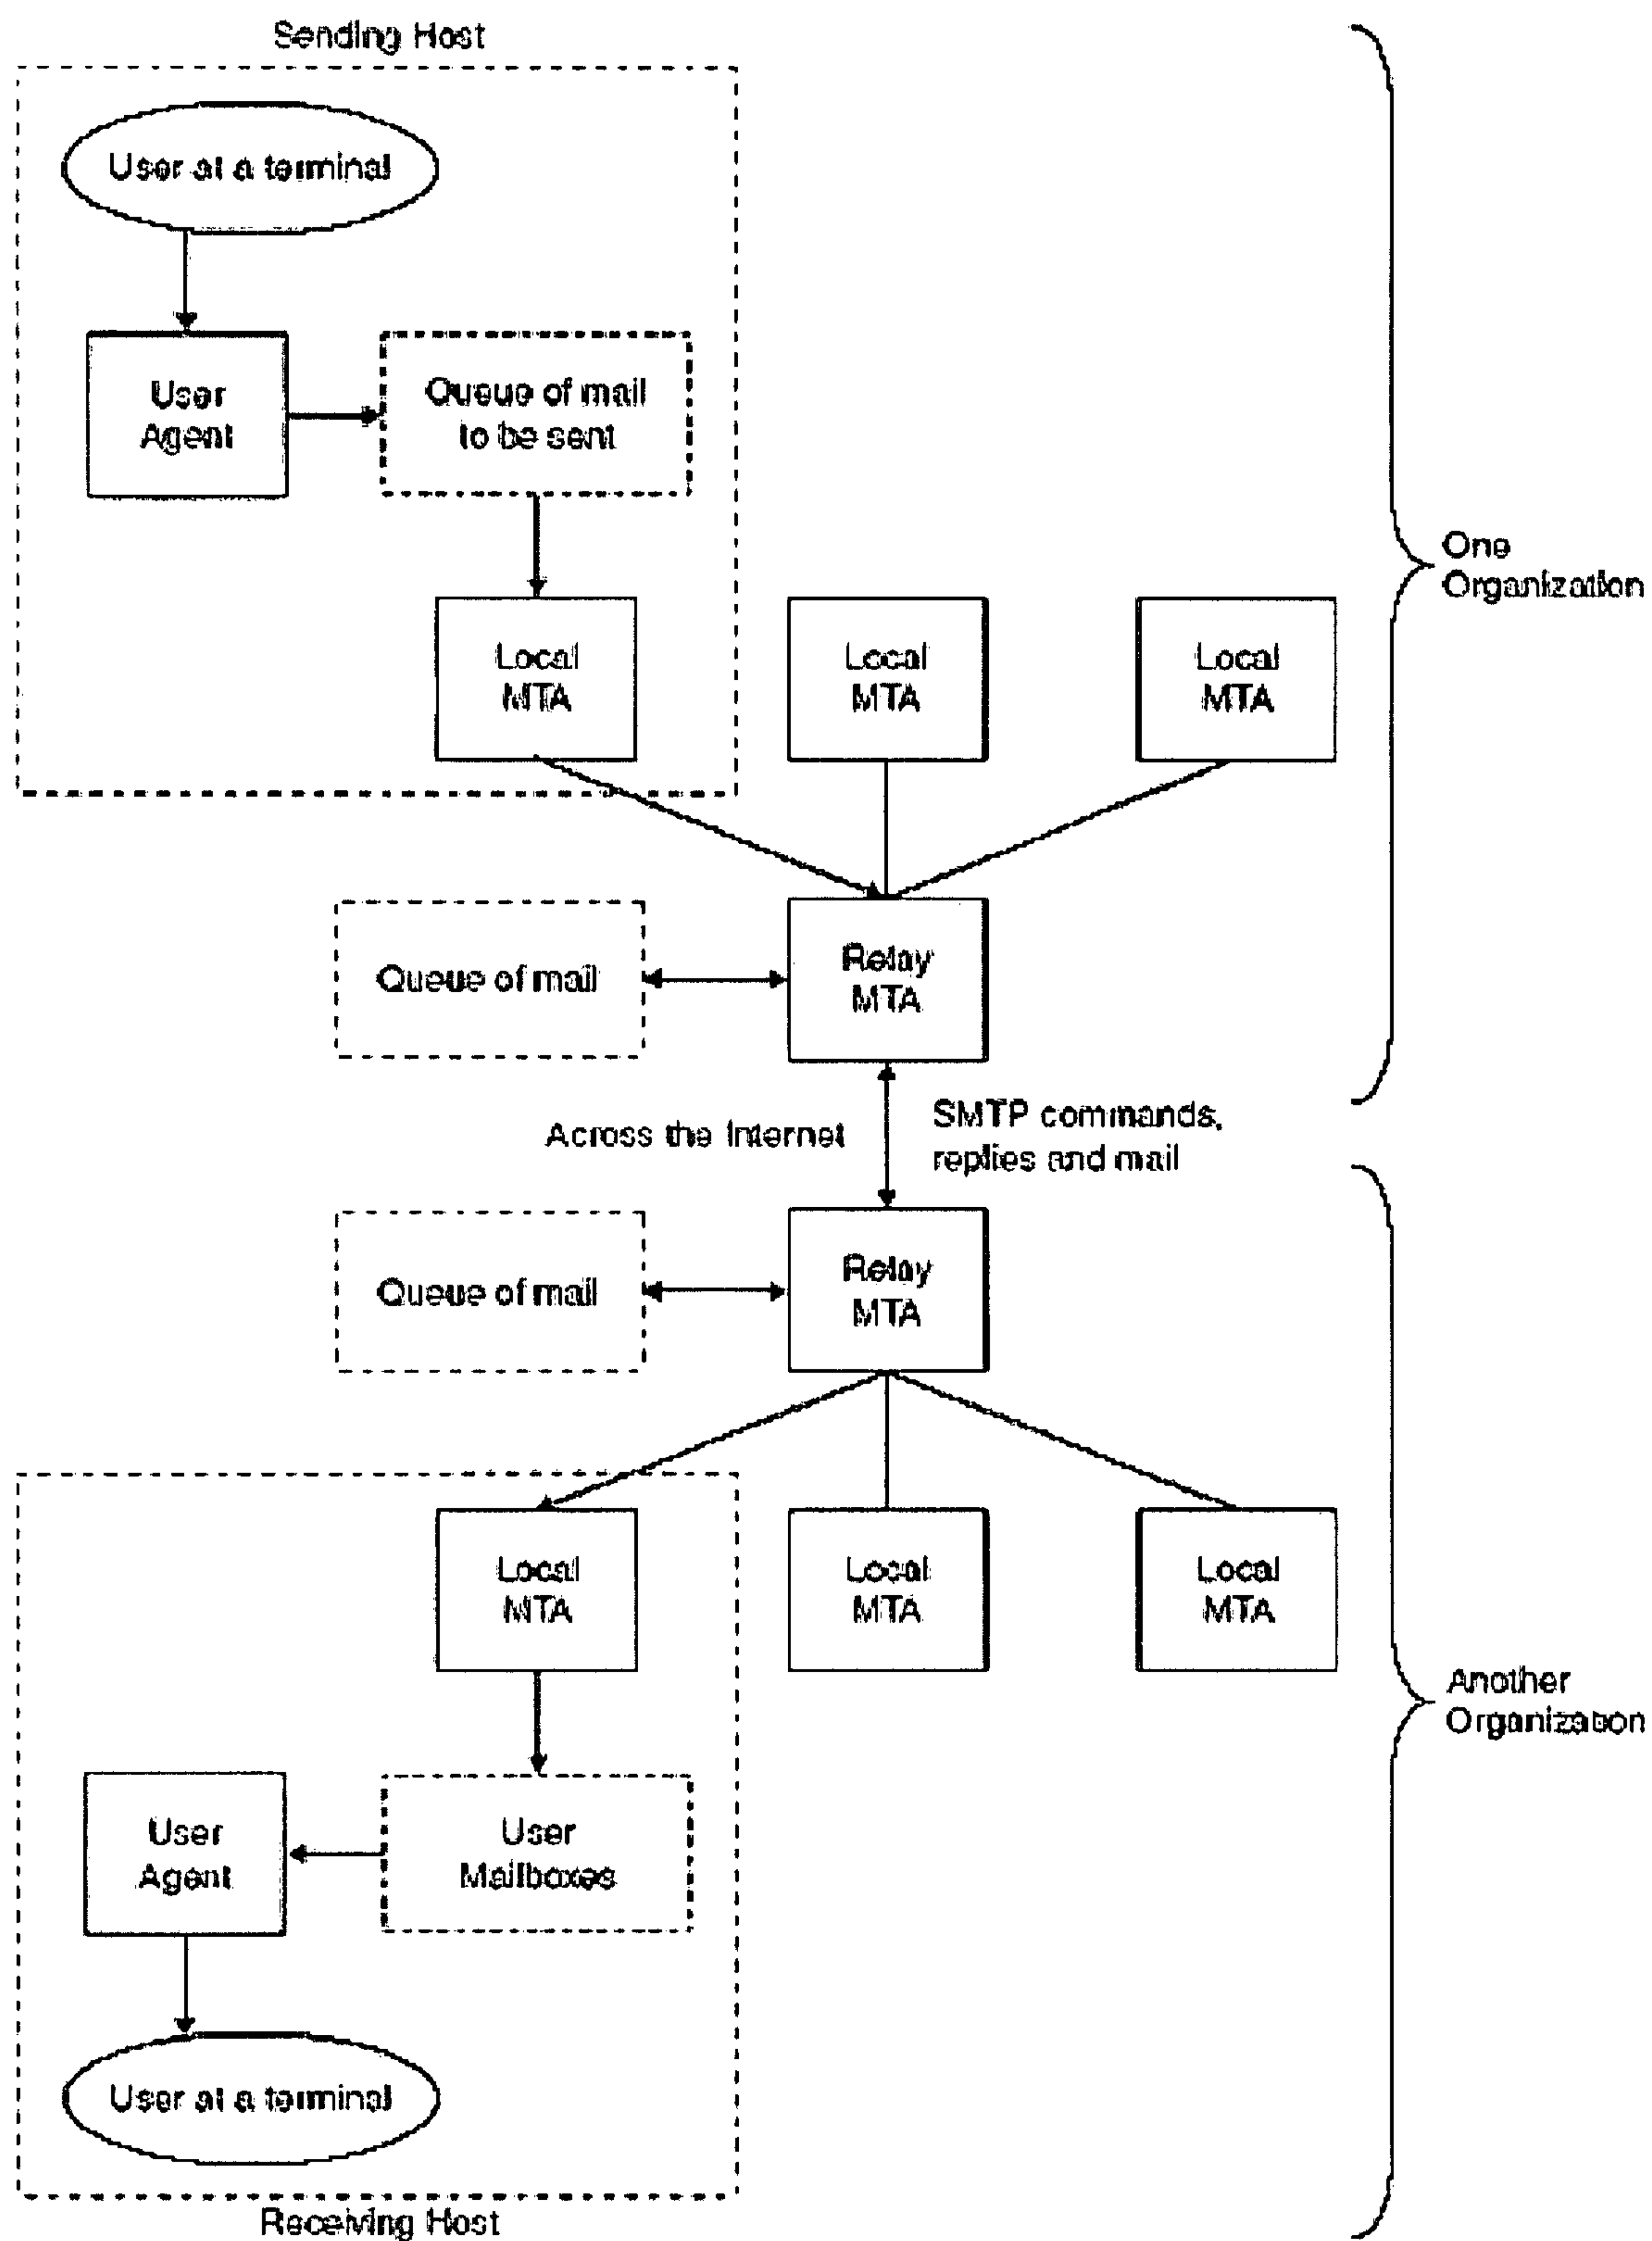 Sending Host
User at a terminal
User
Agent
Queue of mail
to be sent
One
Organization
Local
MTA
Local
MTA
Local
MTA
Queue of mail
Relay
MTA
Across the Internet
SMTP commands,
replies and mail
Queue of mail
Relay
MTA
Local
MTA
Local
MTA
Local
MTA
Another
Organization
User
Agent
User
Mailboxes
User at a terminal
Receiving Host